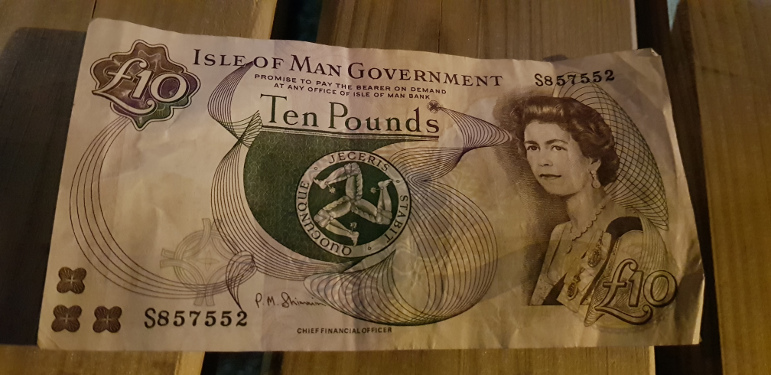 £10
ISLE OF MAN GOVERNMENT
S857552
PROMISE TO PAY THE BEARER ON DEMAND
AT ANY OFFICE OF ISLE OF MAN BANK
TEN POUNDS
QUOCUNQUE · JECERIS · STABIT
£10
S857552
P. M. Shimmin
CHIEF FINANCIAL OFFICER